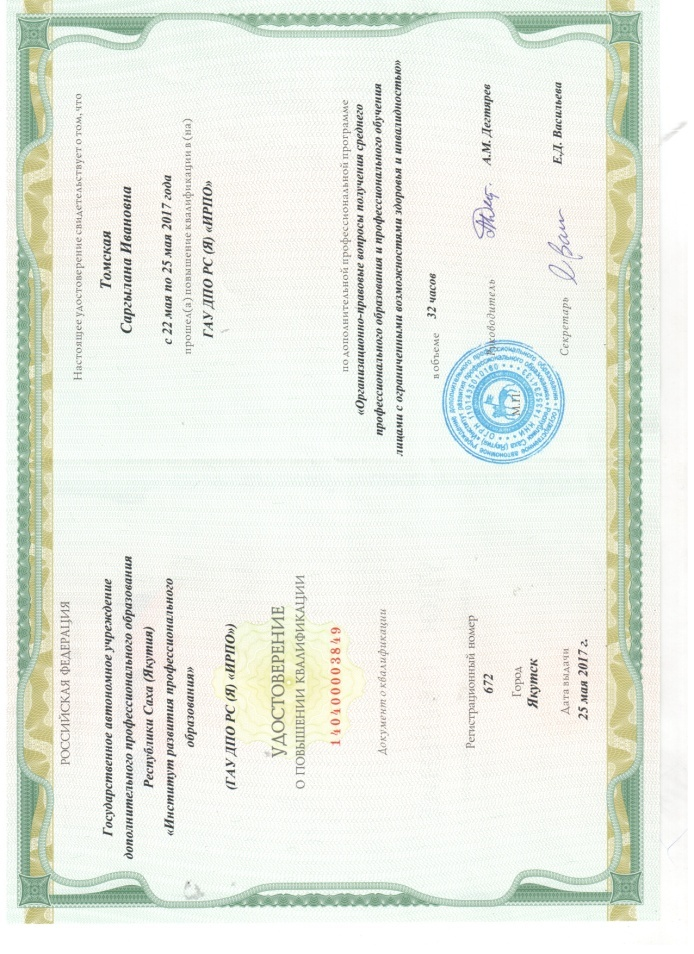 РОССИЙСКАЯ ФЕДЕРАЦИЯ
Государственное автономное учреждение
дополнительного профессионального образования
Республики Саха (Якутия)
«Институт развития профессионального
образования»
(ГАУ ДПО РС (Я) «ИРПО»)
УДОСТОВЕРЕНИЕ
О ПОВЫШЕНИИ КВАЛИФИКАЦИИ
140400003849
Документ о квалификации
Регистрационный номер
672
Город
Якутск
Дата выдачи
25 мая 2017 г.
Настоящее удостоверение свидетельствует о том, что
Томская
Саргылана Ивановна
с 22 мая по 25 мая 2017 года
прошел(а) повышение квалификации в (на)
ГАУ ДПО РС (Я) «ИРПО»
по дополнительной профессиональной программе
«Организационно-правовые вопросы получения среднего
профессионального образования и профессионального обучения
лицами с ограниченными возможностями здоровья и инвалидностью»
в объеме 32 часов
Руководитель А.М. Дегтярев
М.П.
Секретарь Е.Д. Васильева